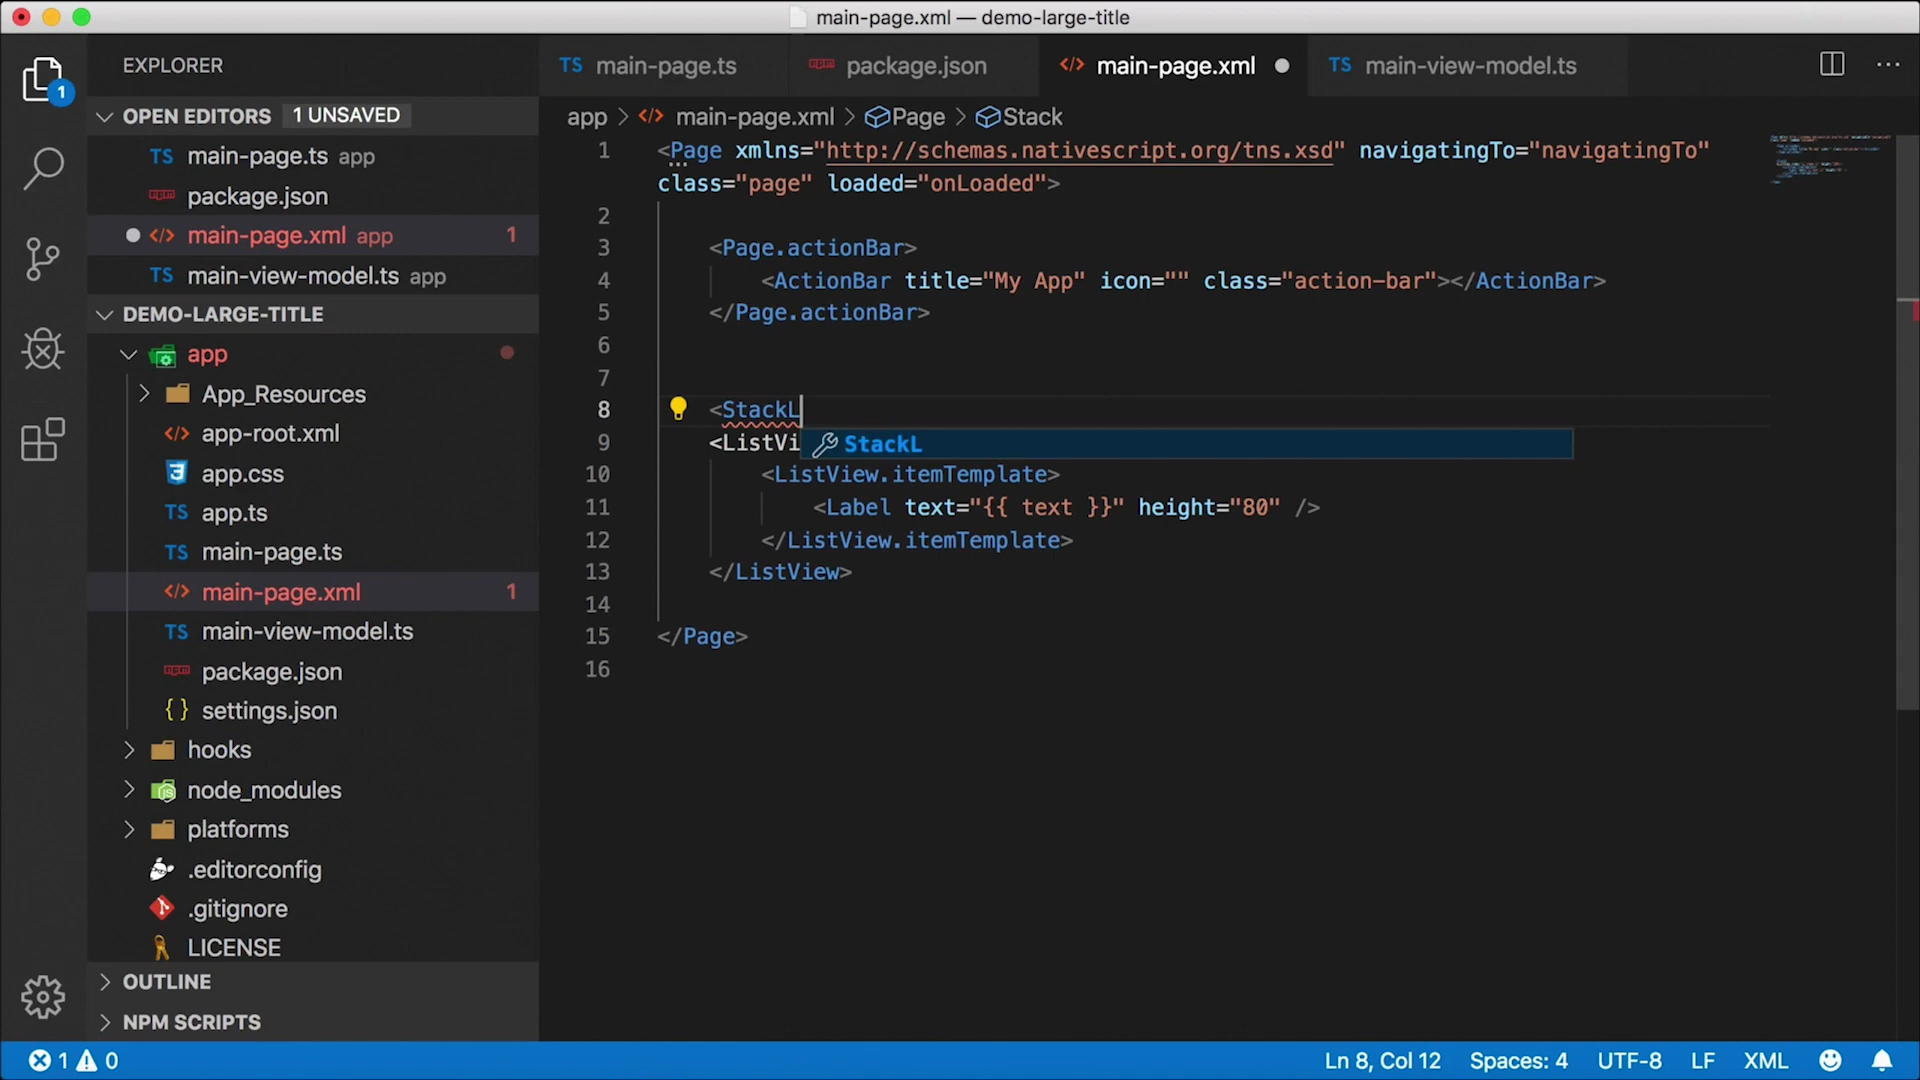 main-page.xml — demo-large-title
EXPLORER
1
OPEN EDITORS 1 UNSAVED
TS main-page.ts app
package.json
main-page.xml app 1
TS main-view-model.ts app
DEMO-LARGE-TITLE
app
App_Resources
app-root.xml
app.css
TS app.ts
TS main-page.ts
main-page.xml 1
TS main-view-model.ts
package.json
{} settings.json
hooks
node_modules
platforms
.editorconfig
.gitignore
LICENSE
OUTLINE
NPM SCRIPTS
TS main-page.ts package.json main-page.xml TS main-view-model.ts
app > main-page.xml > Page > Stack
1 <Page xmlns="http://schemas.nativescript.org/tns.xsd" navigatingTo="navigatingTo"
class="page" loaded="onLoaded">
2
3 <Page.actionBar>
4 <ActionBar title="My App" icon="" class="action-bar"></ActionBar>
5 </Page.actionBar>
6
7
8 <StackL
9 <ListVi StackL
10 <ListView.itemTemplate>
11 <Label text="{{ text }}" height="80" />
12 </ListView.itemTemplate>
13 </ListView>
14
15 </Page>
16
1 0 Ln 8, Col 12 Spaces: 4 UTF-8 LF XML